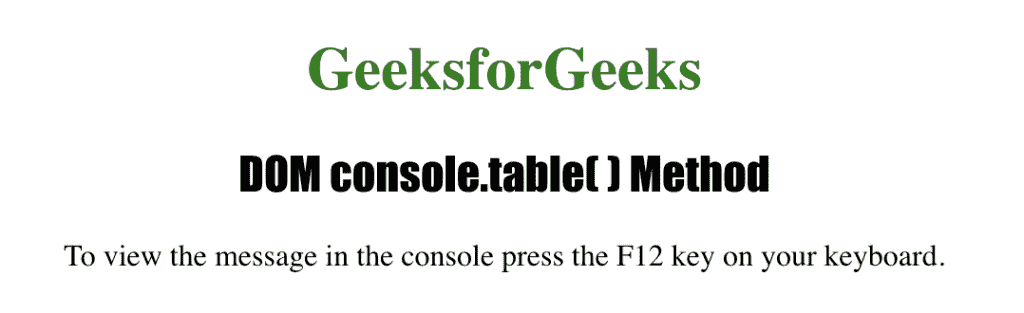 GeeksforGeeks
DOM console.table( ) Method
To view the message in the console press the F12 key on your keyboard.